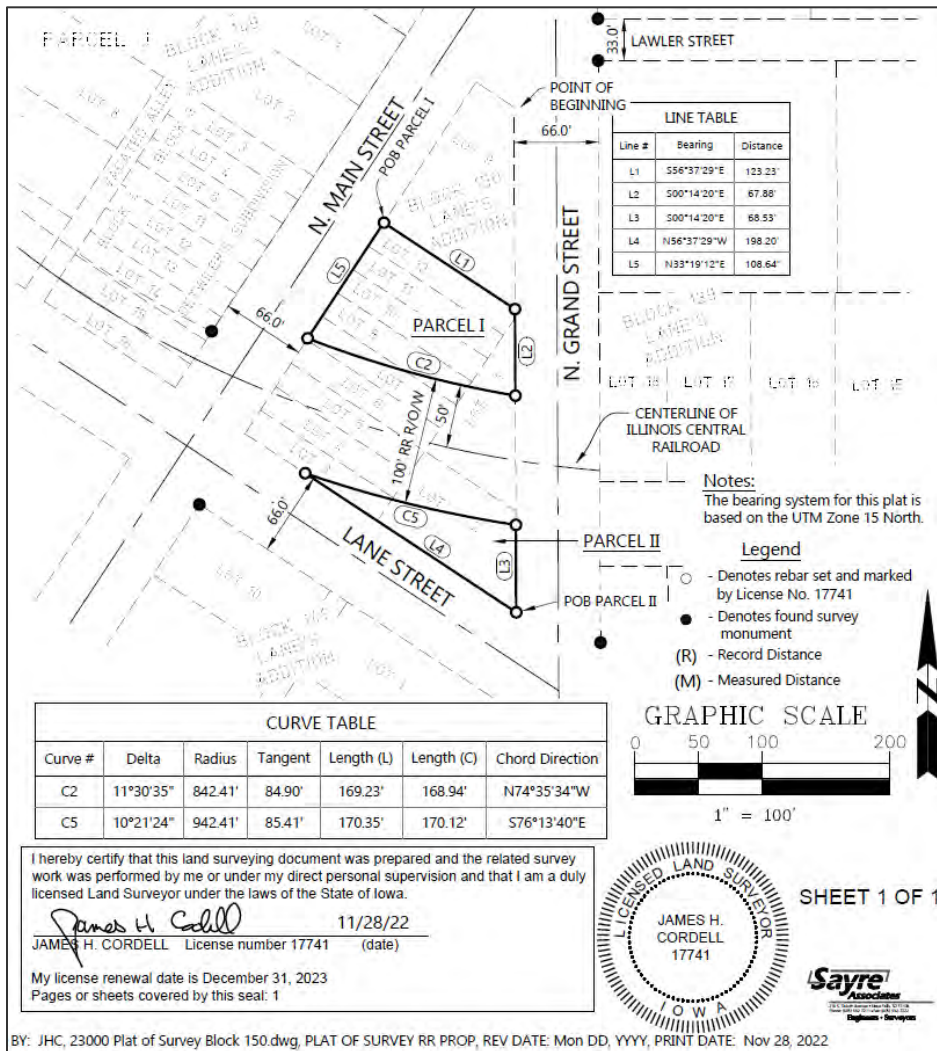 PARCEL J
BLOCK 189
LANE'S
ADDITION
LOT 2
VACATED ALLEY
N. MAIN STREET
POB PARCEL I
POINT OF
BEGINNING
66.0'
33.0'
LAWLER STREET
LINE TABLE
Line # Bearing Distance
L1 S56°37'29"E 123.23'
L2 S00°14'20"E 67.88'
L3 S00°14'20"E 68.53'
L4 N56°37'29"W 198.20'
L5 N33°19'12"E 108.64'
BLOCK 150
LANE'S
ADDITION
SUBDIVISION
L5
L1
L2
C2
PARCEL I
66.0'
N. GRAND STREET
LANE'S
ADDITION
LOT 18 LOT 17 LOT 16 LOT 15
100' RR R/O/W
50'
CENTERLINE OF
ILLINOIS CENTRAL
RAILROAD
66.0'
LANE STREET
C5
L4
L3
PARCEL II
POB PARCEL II
LANE'S
ADDITION
LOT 1
Notes:
The bearing system for this plat is
based on the UTM Zone 15 North.
Legend
- Denotes rebar set and marked
by License No. 17741
- Denotes found survey
monument
(R) - Record Distance
(M) - Measured Distance
N
GRAPHIC SCALE
0 50 100 200
1" = 100'
CURVE TABLE
Curve # Delta Radius Tangent Length (L) Length (C) Chord Direction
C2 11°30'35" 842.41' 84.90' 169.23' 168.94' N74°35'34"W
C5 10°21'24" 942.41' 85.41' 170.35' 170.12' S76°13'40"E
I hereby certify that this land surveying document was prepared and the related survey
work was performed by me or under my direct personal supervision and that I am a duly
licensed Land Surveyor under the laws of the State of Iowa.
James H Cordell 11/28/22
JAMES H. CORDELL License number 17741 (date)
My license renewal date is December 31, 2023
Pages or sheets covered by this seal: 1
LICENSED LAND SURVEYOR
JAMES H.
CORDELL
17741
IOWA
SHEET 1 OF 1
Sayre
Associates
Engineers • Surveyors
BY: JHC, 23000 Plat of Survey Block 150.dwg, PLAT OF SURVEY RR PROP, REV DATE: Mon DD, YYYY, PRINT DATE: Nov 28, 2022